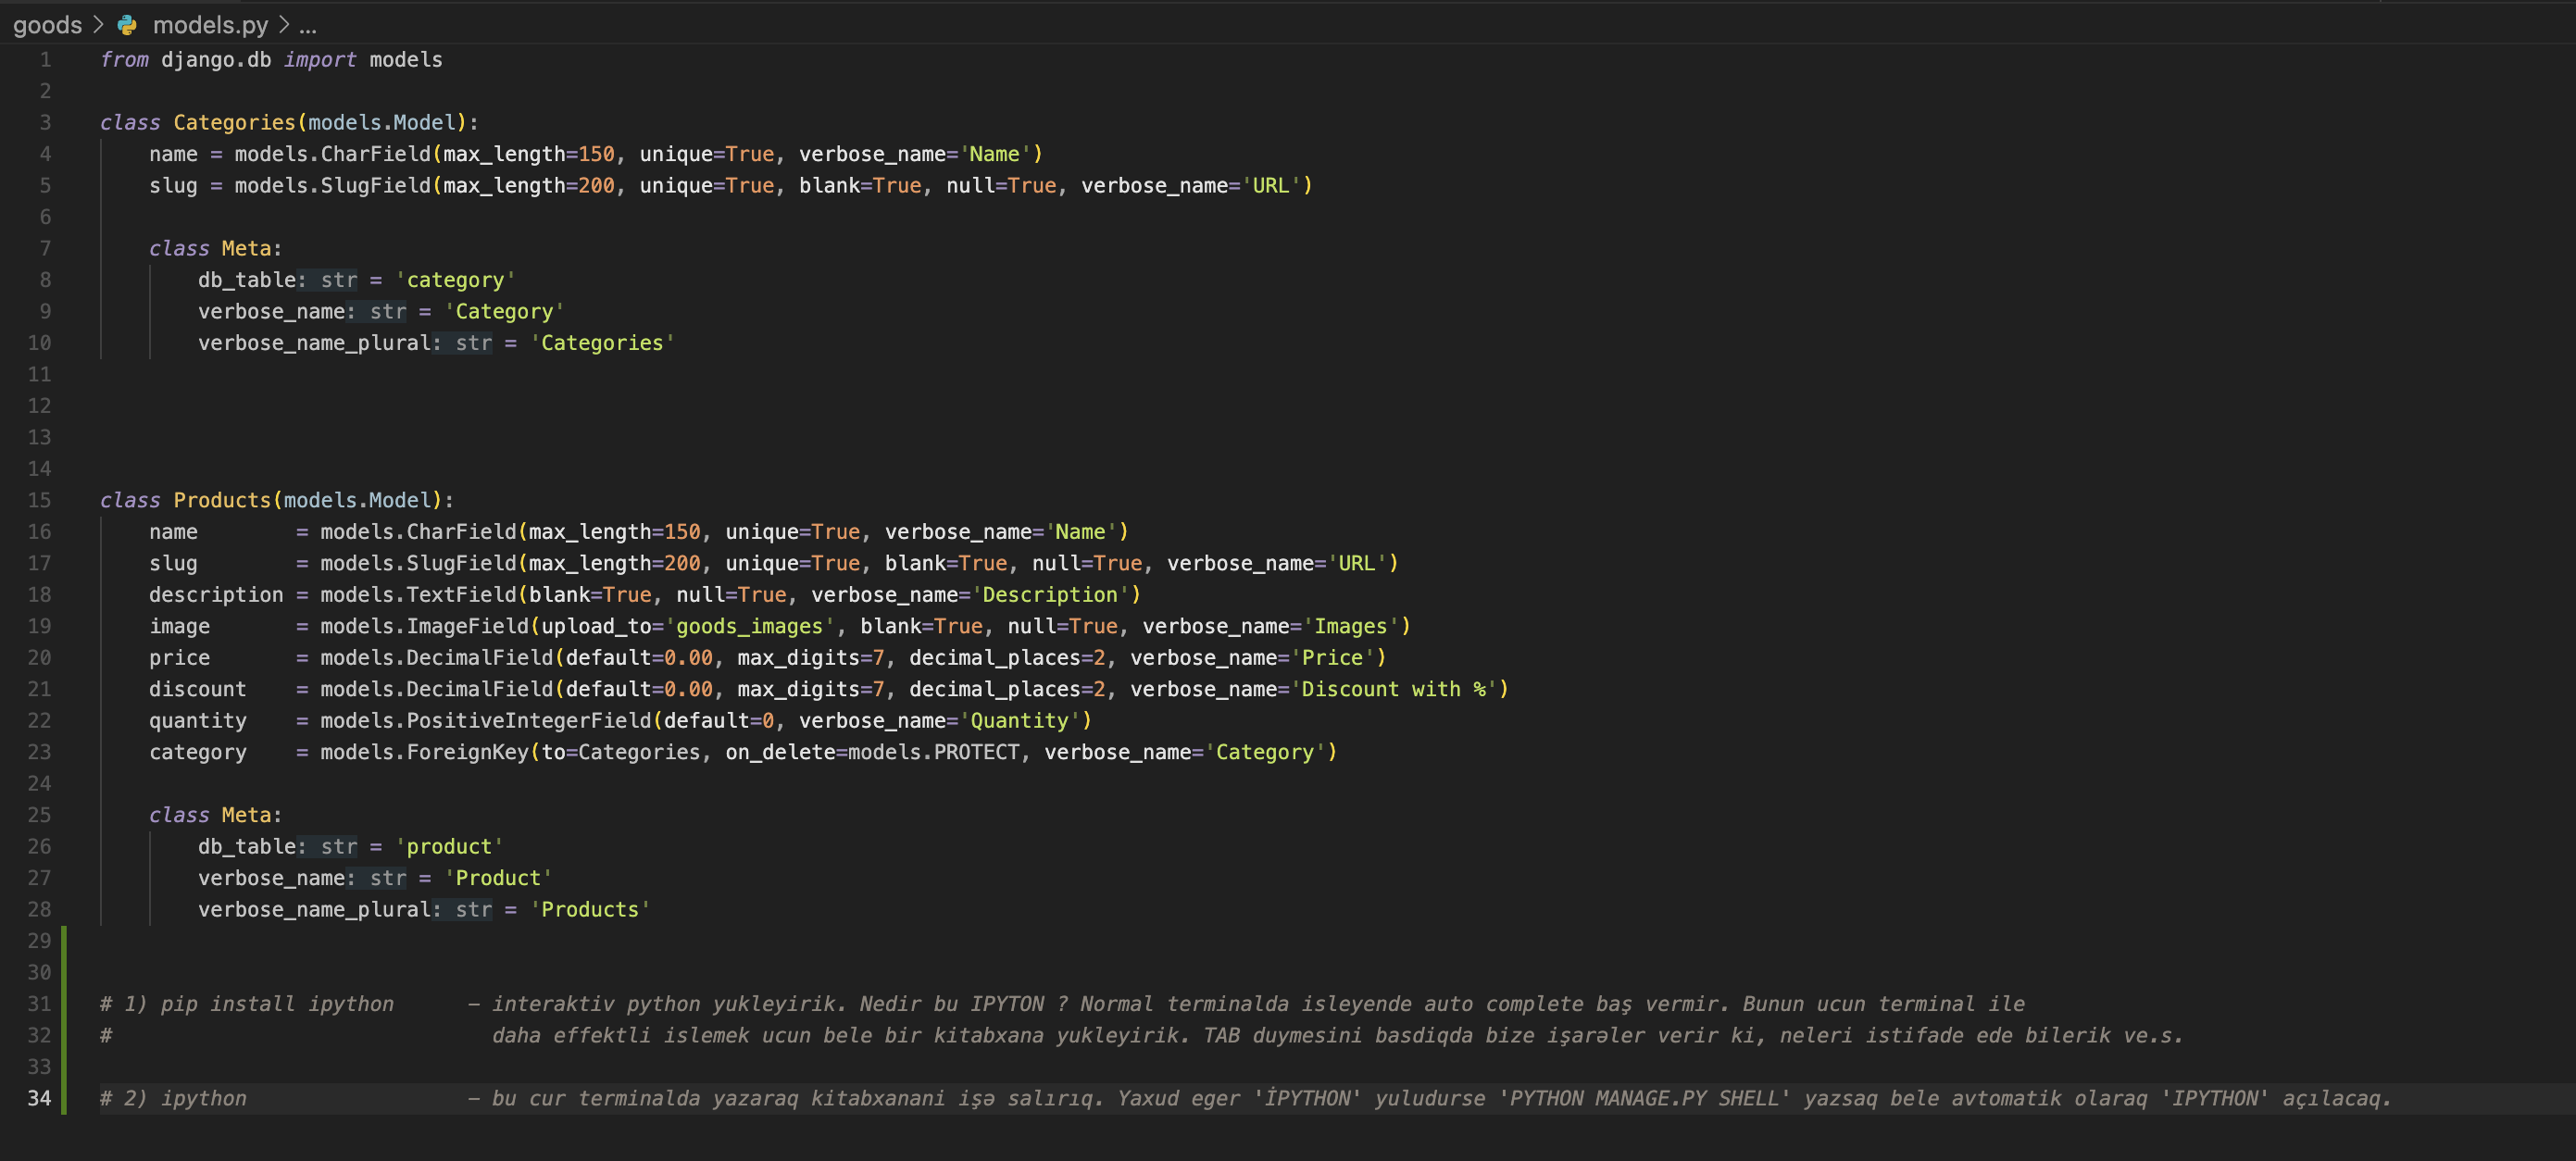 goods > models.py > ...
1 from django.db import models
2
3 class Categories(models.Model):
4     name = models.CharField(max_length=150, unique=True, verbose_name='Name')
5     slug = models.SlugField(max_length=200, unique=True, blank=True, null=True, verbose_name='URL')
6
7     class Meta:
8         db_table: str = 'category'
9         verbose_name: str = 'Category'
10         verbose_name_plural: str = 'Categories'
11
12
13
14
15 class Products(models.Model):
16     name        = models.CharField(max_length=150, unique=True, verbose_name='Name')
17     slug        = models.SlugField(max_length=200, unique=True, blank=True, null=True, verbose_name='URL')
18     description = models.TextField(blank=True, null=True, verbose_name='Description')
19     image       = models.ImageField(upload_to='goods_images', blank=True, null=True, verbose_name='Images')
20     price       = models.DecimalField(default=0.00, max_digits=7, decimal_places=2, verbose_name='Price')
21     discount    = models.DecimalField(default=0.00, max_digits=7, decimal_places=2, verbose_name='Discount with %')
22     quantity    = models.PositiveIntegerField(default=0, verbose_name='Quantity')
23     category    = models.ForeignKey(to=Categories, on_delete=models.PROTECT, verbose_name='Category')
24
25     class Meta:
26         db_table: str = 'product'
27         verbose_name: str = 'Product'
28         verbose_name_plural: str = 'Products'
29
30
31 # 1) pip install ipython      – interaktiv python yukleyirik. Nedir bu IPYTON ? Normal terminalda isleyende auto complete baş vermir. Bunun ucun terminal ile
32 #                               daha effektli islemek ucun bele bir kitabxana yukleyirik. TAB duymesini basdiqda bize işarələr verir ki, neleri istifade ede bilerik ve.s.
33
34 # 2) ipython                  – bu cur terminalda yazaraq kitabxanani işə salırıq. Yaxud eger 'İPYTHON' yuludurse 'PYTHON MANAGE.PY SHELL' yazsaq bele avtomatik olaraq 'IPYTHON' açılacaq.